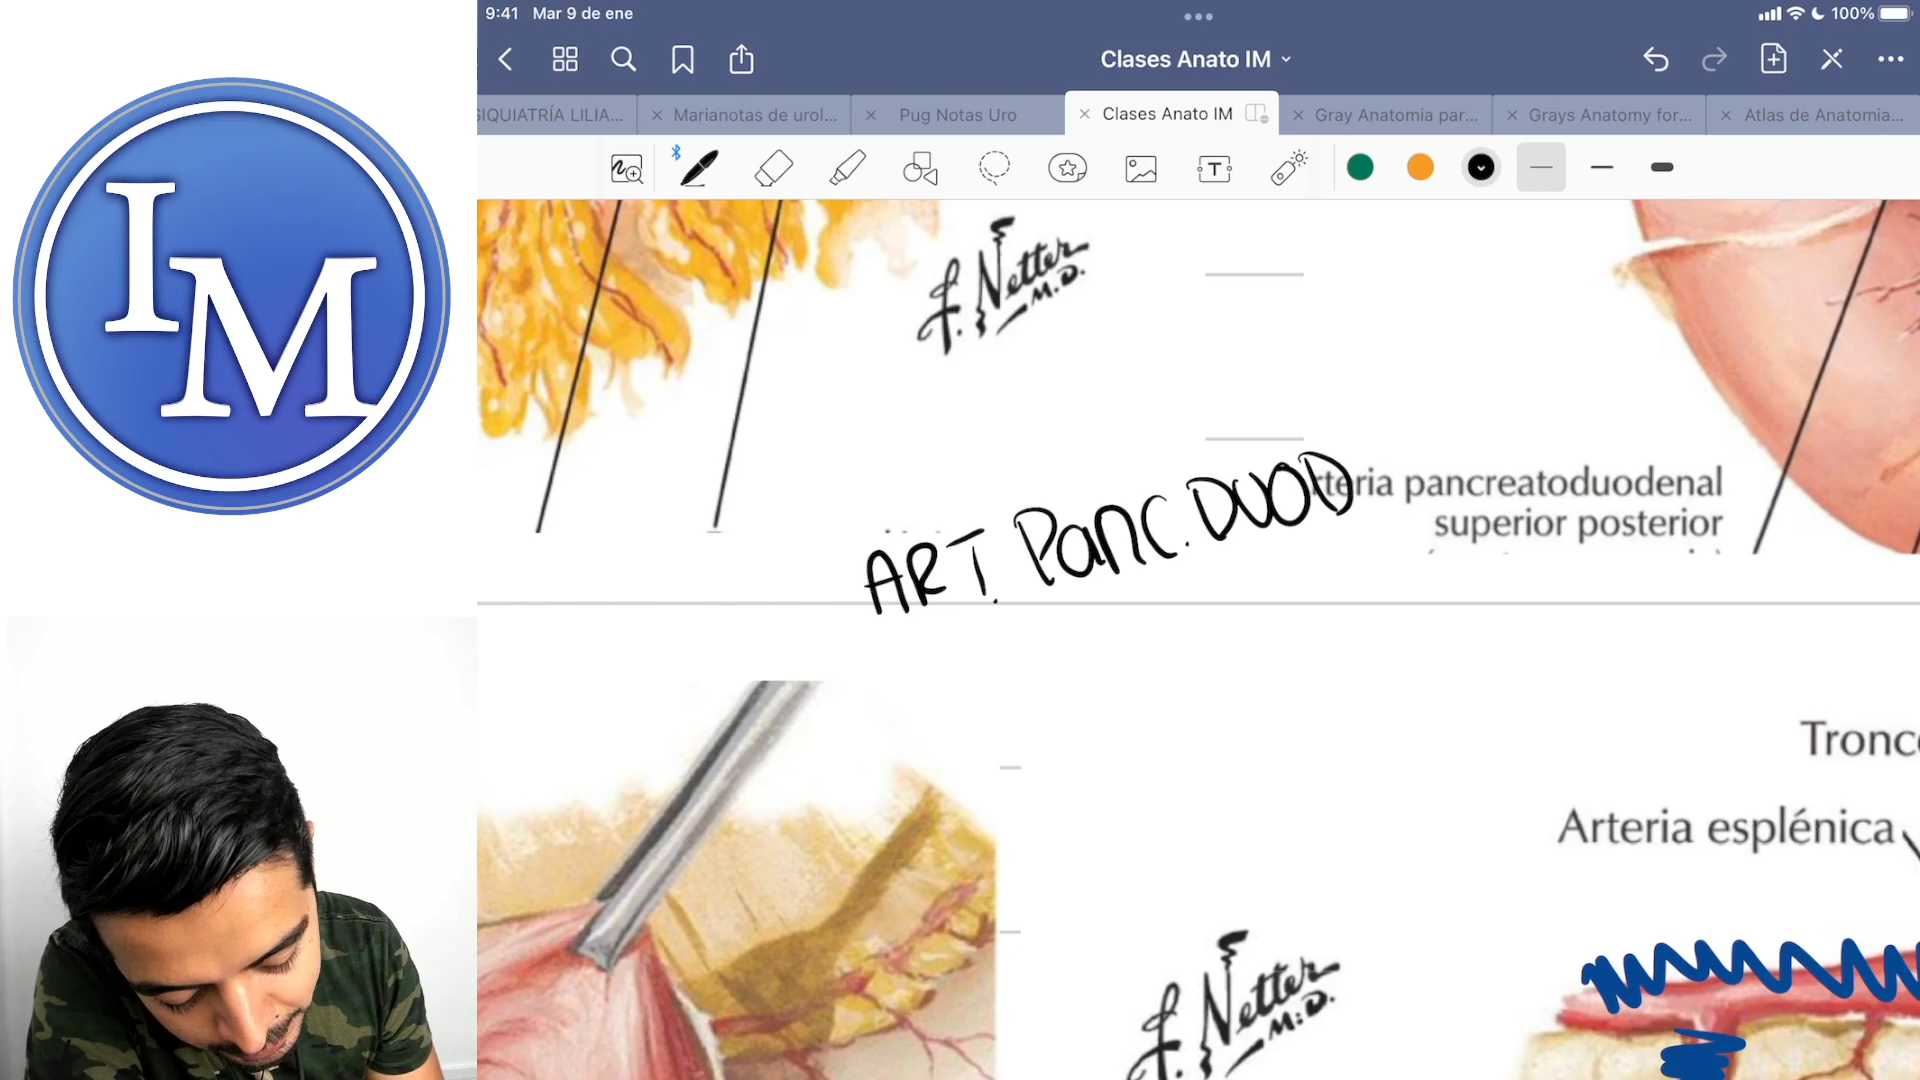 9:41 Mar 9 de ene
100%
Clases Anato IM
SIQUIATRÍA LILIA...
Marianotas de urol...
Pug Notas Uro
Clases Anato IM
Gray Anatomia par...
Grays Anatomy for...
Atlas de Anatomia...
T
IM
F. Netter
M.D.
ART. Panc. DUOD
rteria pancreatoduodenal
superior posterior
Tronc
Arteria esplénica
F. Netter
M.D.